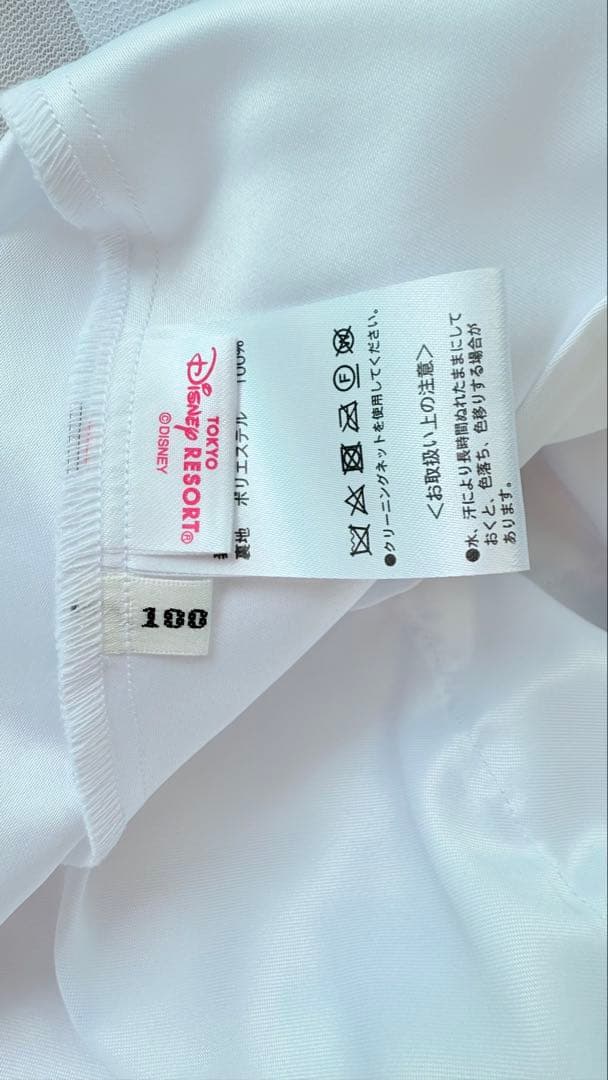 TOKYO
DISNEY RESORT®
©DISNEY
裏地 ポリエステル 100%
F
W
●クリーニングネットを使用してください。
<お取扱い上の注意>
●水、汗により長時間ぬれたままにして
おくと、色落ち、色移りする場合が
あります。
100